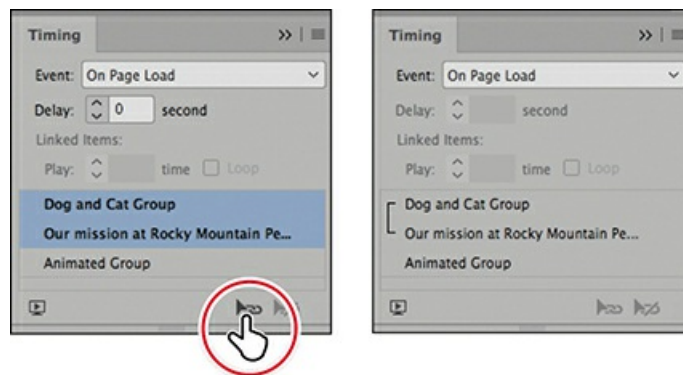 Timing
Event: On Page Load
Delay: 0 second
Linked Items:
Play: time Loop
Dog and Cat Group
Our mission at Rocky Mountain Pe...
Animated Group
Timing
Event: On Page Load
Delay: second
Linked Items:
Play: time Loop
Dog and Cat Group
Our mission at Rocky Mountain Pe...
Animated Group